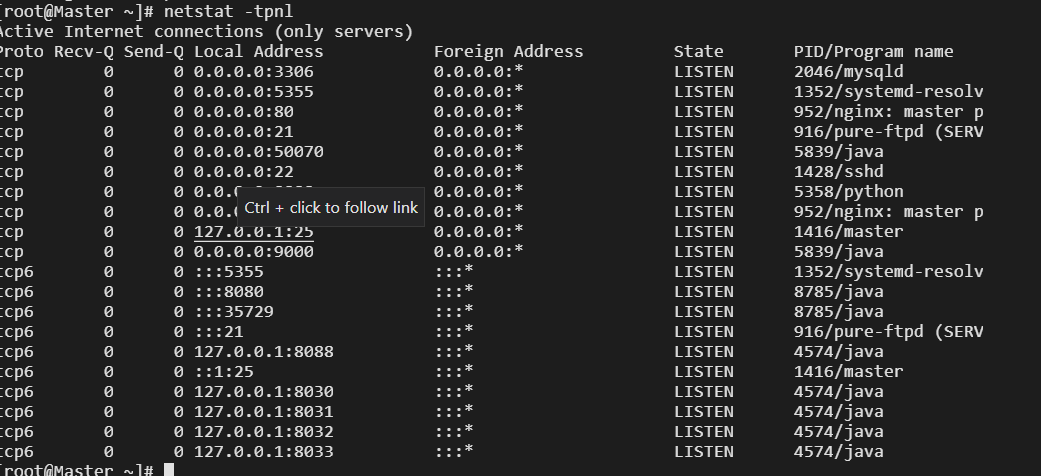 [root@Master ~]# netstat -tpnl
Active Internet connections (only servers)
Proto Recv-Q Send-Q Local Address Foreign Address State PID/Program name
tcp 0 0 0.0.0.0:3306 0.0.0.0:* LISTEN 2046/mysqld
tcp 0 0 0.0.0.0:5355 0.0.0.0:* LISTEN 1352/systemd-resolv
tcp 0 0 0.0.0.0:80 0.0.0.0:* LISTEN 952/nginx: master p
tcp 0 0 0.0.0.0:21 0.0.0.0:* LISTEN 916/pure-ftpd (SERV
tcp 0 0 0.0.0.0:50070 0.0.0.0:* LISTEN 5839/java
tcp 0 0 0.0.0.0:22 0.0.0.0:* LISTEN 1428/sshd
tcp 0 0 0.0.0.0:* LISTEN 5358/python
Ctrl + click to follow link
tcp 0 0 0.0.0.0:* LISTEN 952/nginx: master p
tcp 0 0 127.0.0.1:25 0.0.0.0:* LISTEN 1416/master
tcp 0 0 0.0.0.0:9000 0.0.0.0:* LISTEN 5839/java
tcp6 0 0 :::5355 :::* LISTEN 1352/systemd-resolv
tcp6 0 0 :::8080 :::* LISTEN 8785/java
tcp6 0 0 :::35729 :::* LISTEN 8785/java
tcp6 0 0 :::21 :::* LISTEN 916/pure-ftpd (SERV
tcp6 0 0 127.0.0.1:8088 :::* LISTEN 4574/java
tcp6 0 0 ::1:25 :::* LISTEN 1416/master
tcp6 0 0 127.0.0.1:8030 :::* LISTEN 4574/java
tcp6 0 0 127.0.0.1:8031 :::* LISTEN 4574/java
tcp6 0 0 127.0.0.1:8032 :::* LISTEN 4574/java
tcp6 0 0 127.0.0.1:8033 :::* LISTEN 4574/java
[root@Master ~]#